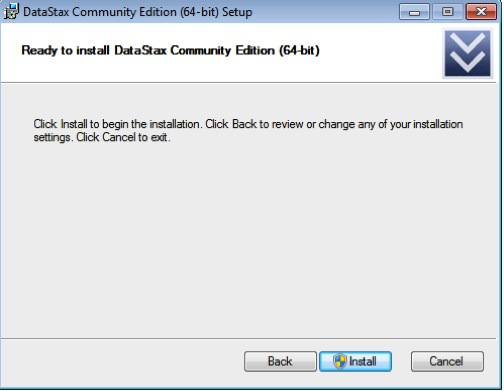 DataStax Community Edition (64-bit) Setup
Ready to install DataStax Community Edition (64-bit)
Click Install to begin the installation. Click Back to review or change any of your installation
settings. Click Cancel to exit.
Back
Install
Cancel